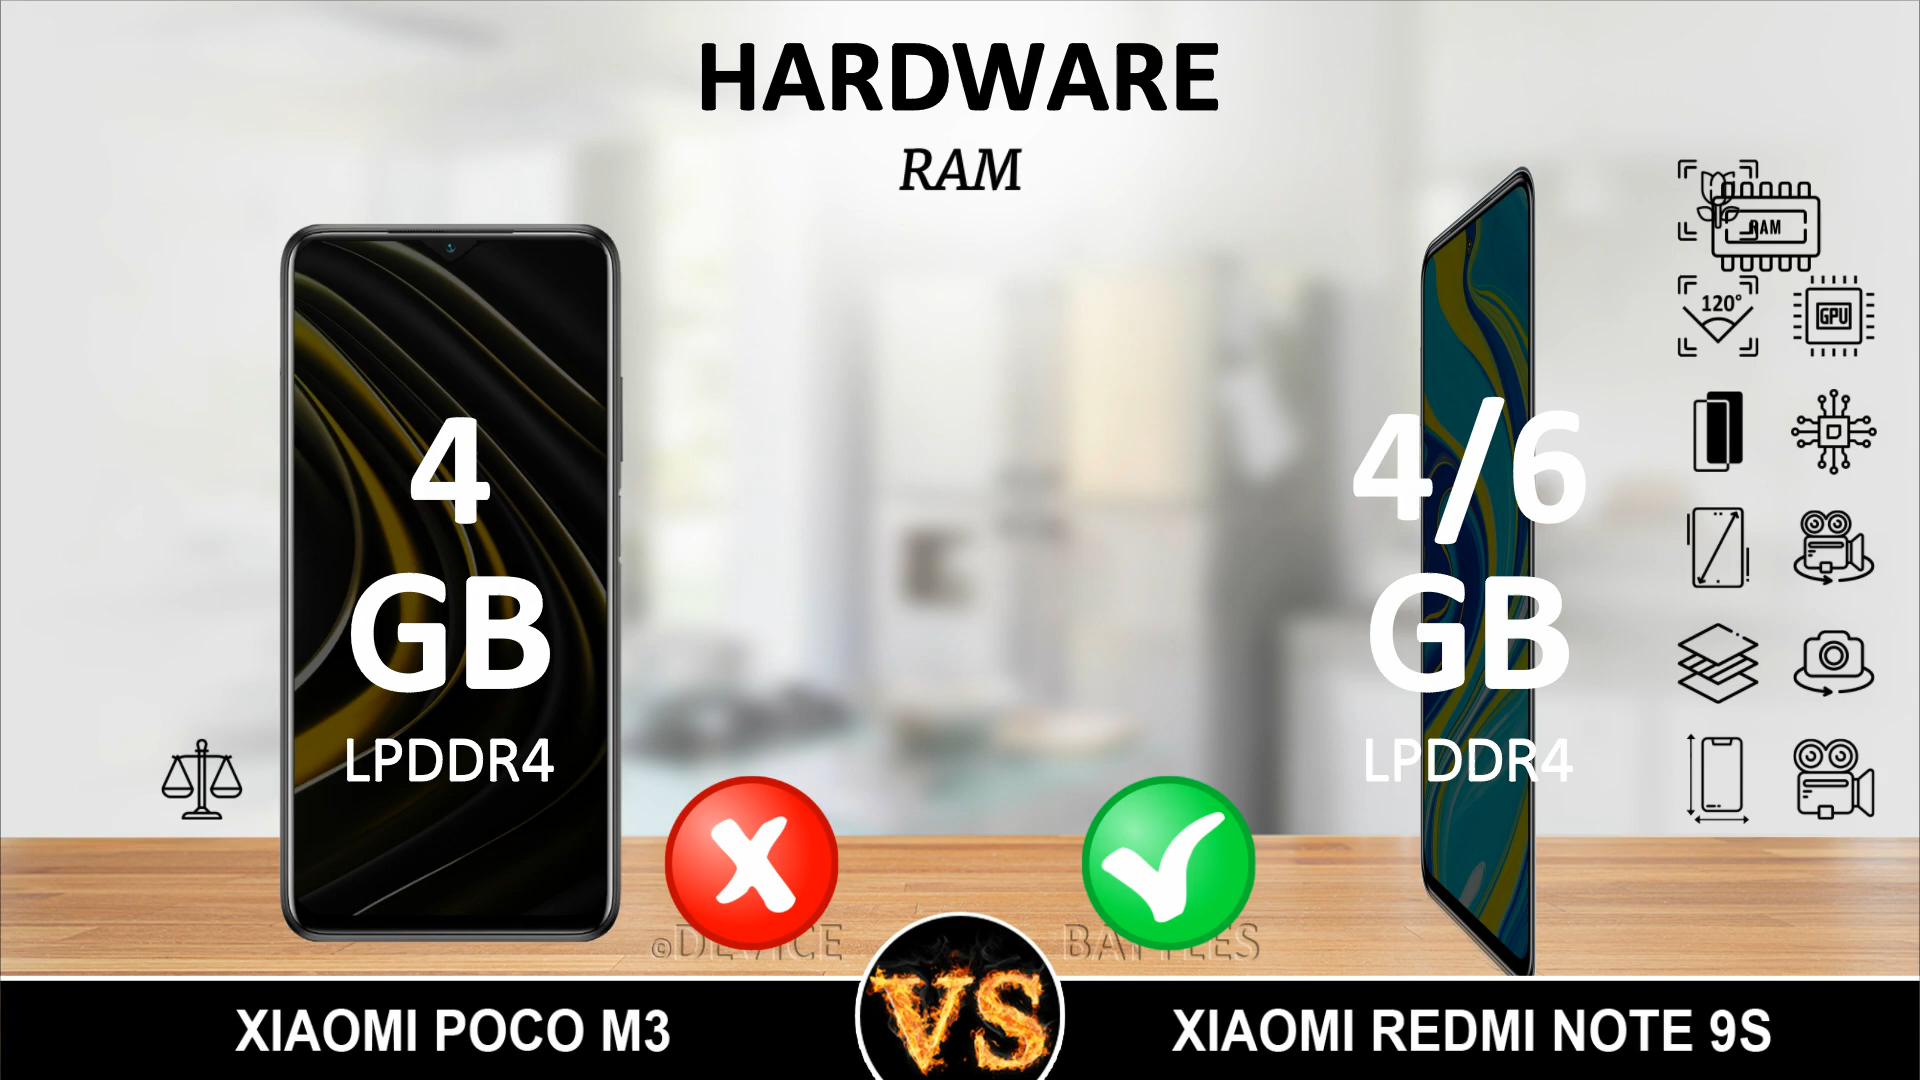 HARDWARE
RAM
RAM
120°
GPU
4
GB
LPDDR4
4/6
GB
LPDDR4
©DEVICE BATTLES
XIAOMI POCO M3
VS
XIAOMI REDMI NOTE 9S